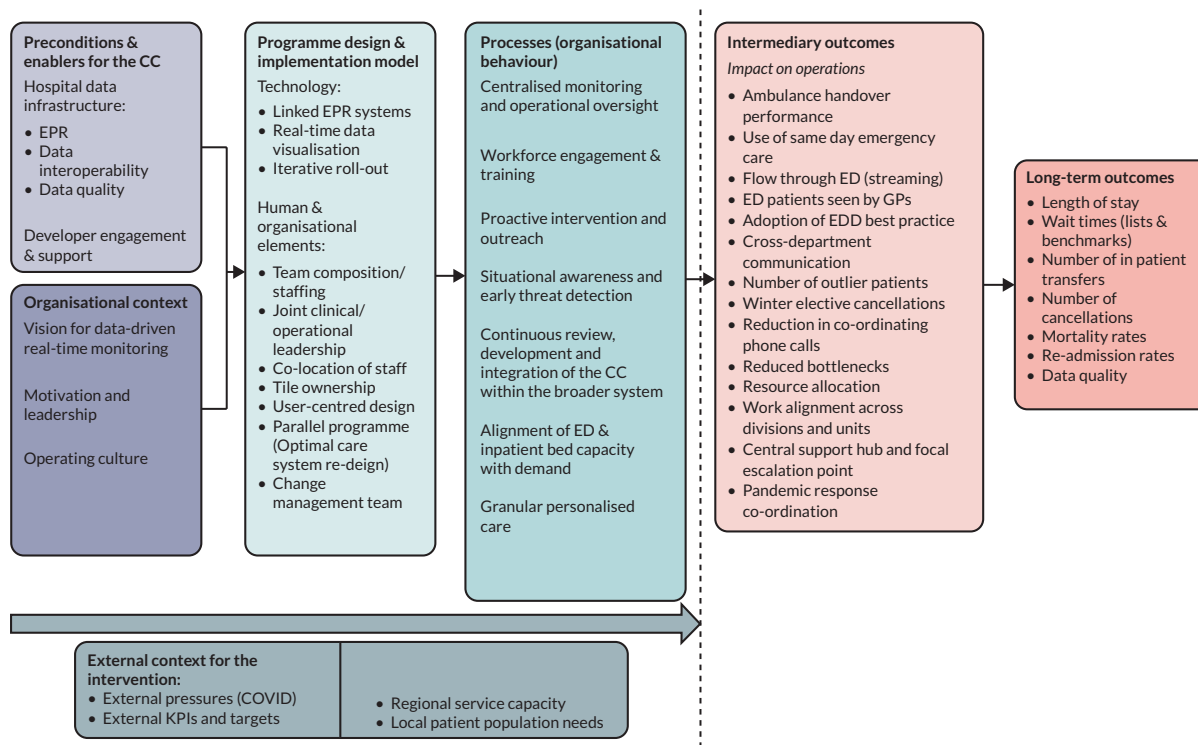 Preconditions &
enablers for the CC
Hospital data
infrastructure:
• EPR
• Data
interoperability
• Data quality
Developer engagement
& support
Organisational context
Vision for data-driven
real-time monitoring
Motivation and
leadership
Operating culture
Programme design &
implementation model
Technology:
• Linked EPR systems
• Real-time data
visualisation
• Iterative roll-out
Human &
organisational
elements:
• Team composition/
staffing
• Joint clinical/
operational
leadership
• Co-location of staff
• Tile ownership
• User-centred design
• Parallel programme
(Optimal care
system re-deign)
• Change
management team
Processes (organisational
behaviour)
Centralised monitoring
and operational oversight
Workforce engagement &
training
Proactive intervention and
outreach
Situational awareness and
early threat detection
Continuous review,
development and
integration of the CC
within the broader system
Alignment of ED &
inpatient bed capacity
with demand
Granular personalised
care
Intermediary outcomes
Impact on operations
• Ambulance handover
performance
• Use of same day emergency
care
• Flow through ED (streaming)
• ED patients seen by GPs
• Adoption of EDD best practice
• Cross-department
communication
• Number of outlier patients
• Winter elective cancellations
• Reduction in co-ordinating
phone calls
• Reduced bottlenecks
• Resource allocation
• Work alignment across
divisions and units
• Central support hub and focal
escalation point
• Pandemic response
co-ordination
Long-term outcomes
• Length of stay
• Wait times (lists &
benchmarks)
• Number of in patient
transfers
• Number of
cancellations
• Mortality rates
• Re-admission rates
• Data quality
External context for the
intervention:
• External pressures (COVID)
• External KPIs and targets
• Regional service capacity
• Local patient population needs